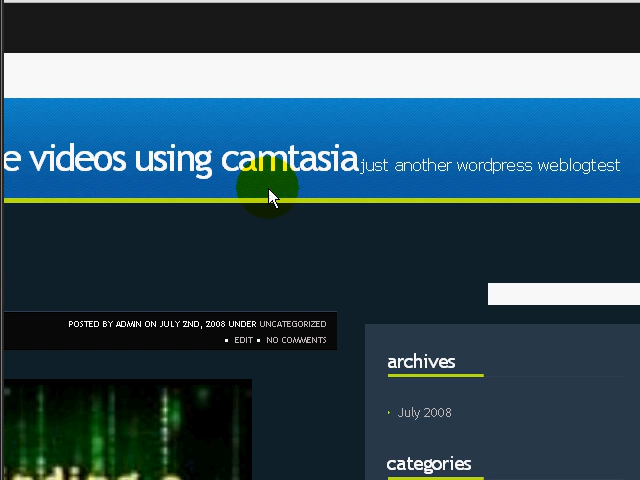 e videos using camtasia just another wordpress weblogtest
POSTED BY ADMIN ON JULY 2ND, 2008 UNDER UNCATEGORIZED
▪ EDIT ▪ NO COMMENTS
archives
July 2008
categories